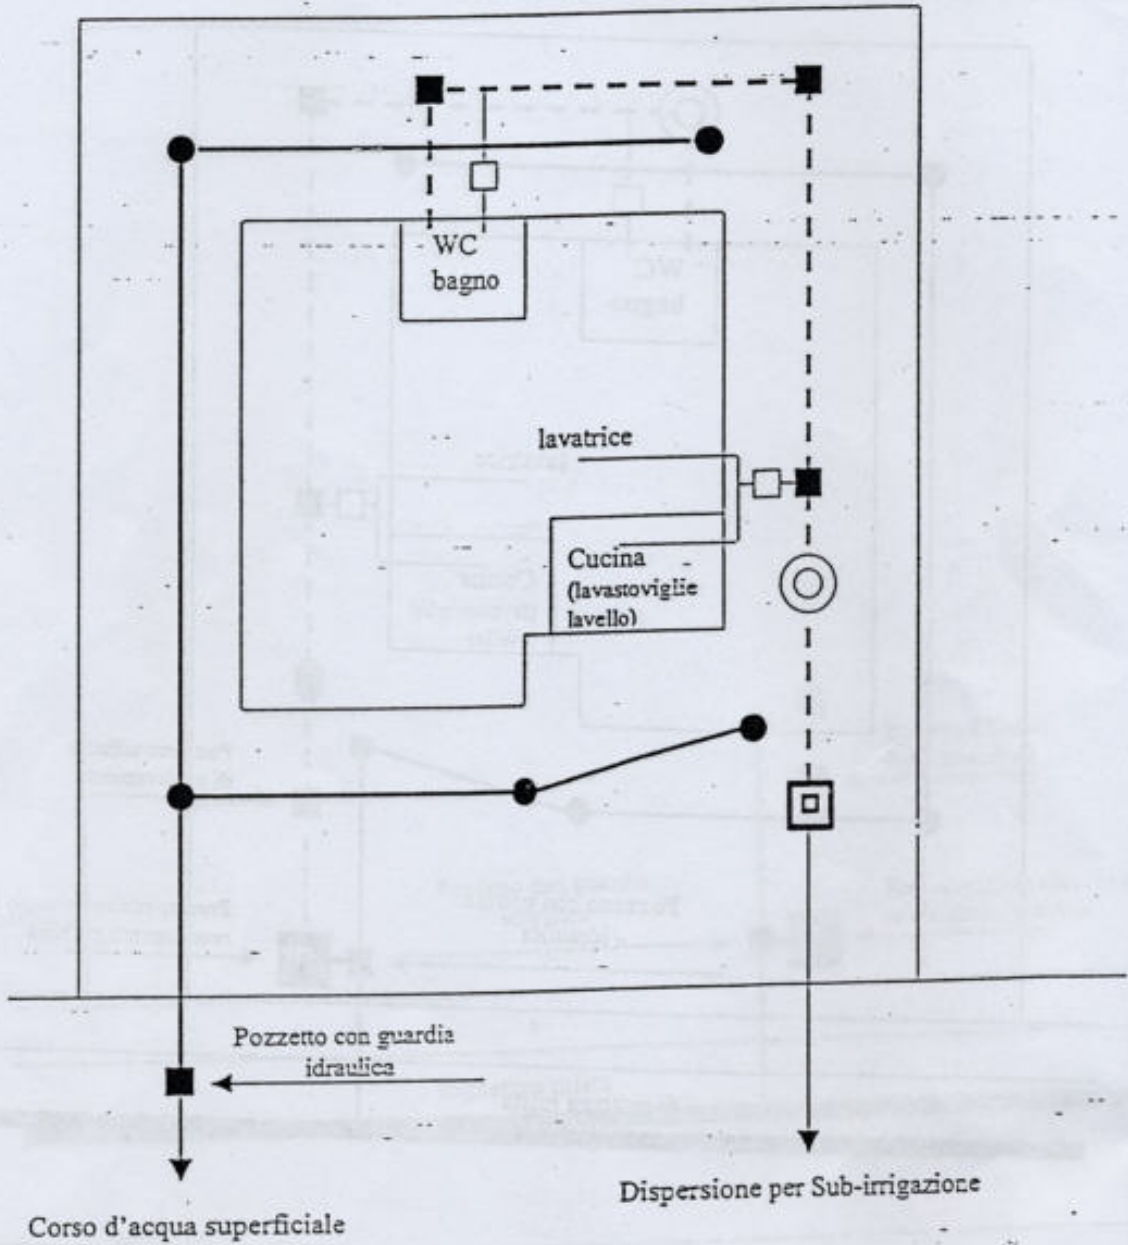 WC
bagno
lavatrice
Cucina
(lavastoviglie
lavello)
Pozzetto con guardia
idraulica
Dispersione per Sub-irrigazione
Corso d'acqua superficiale